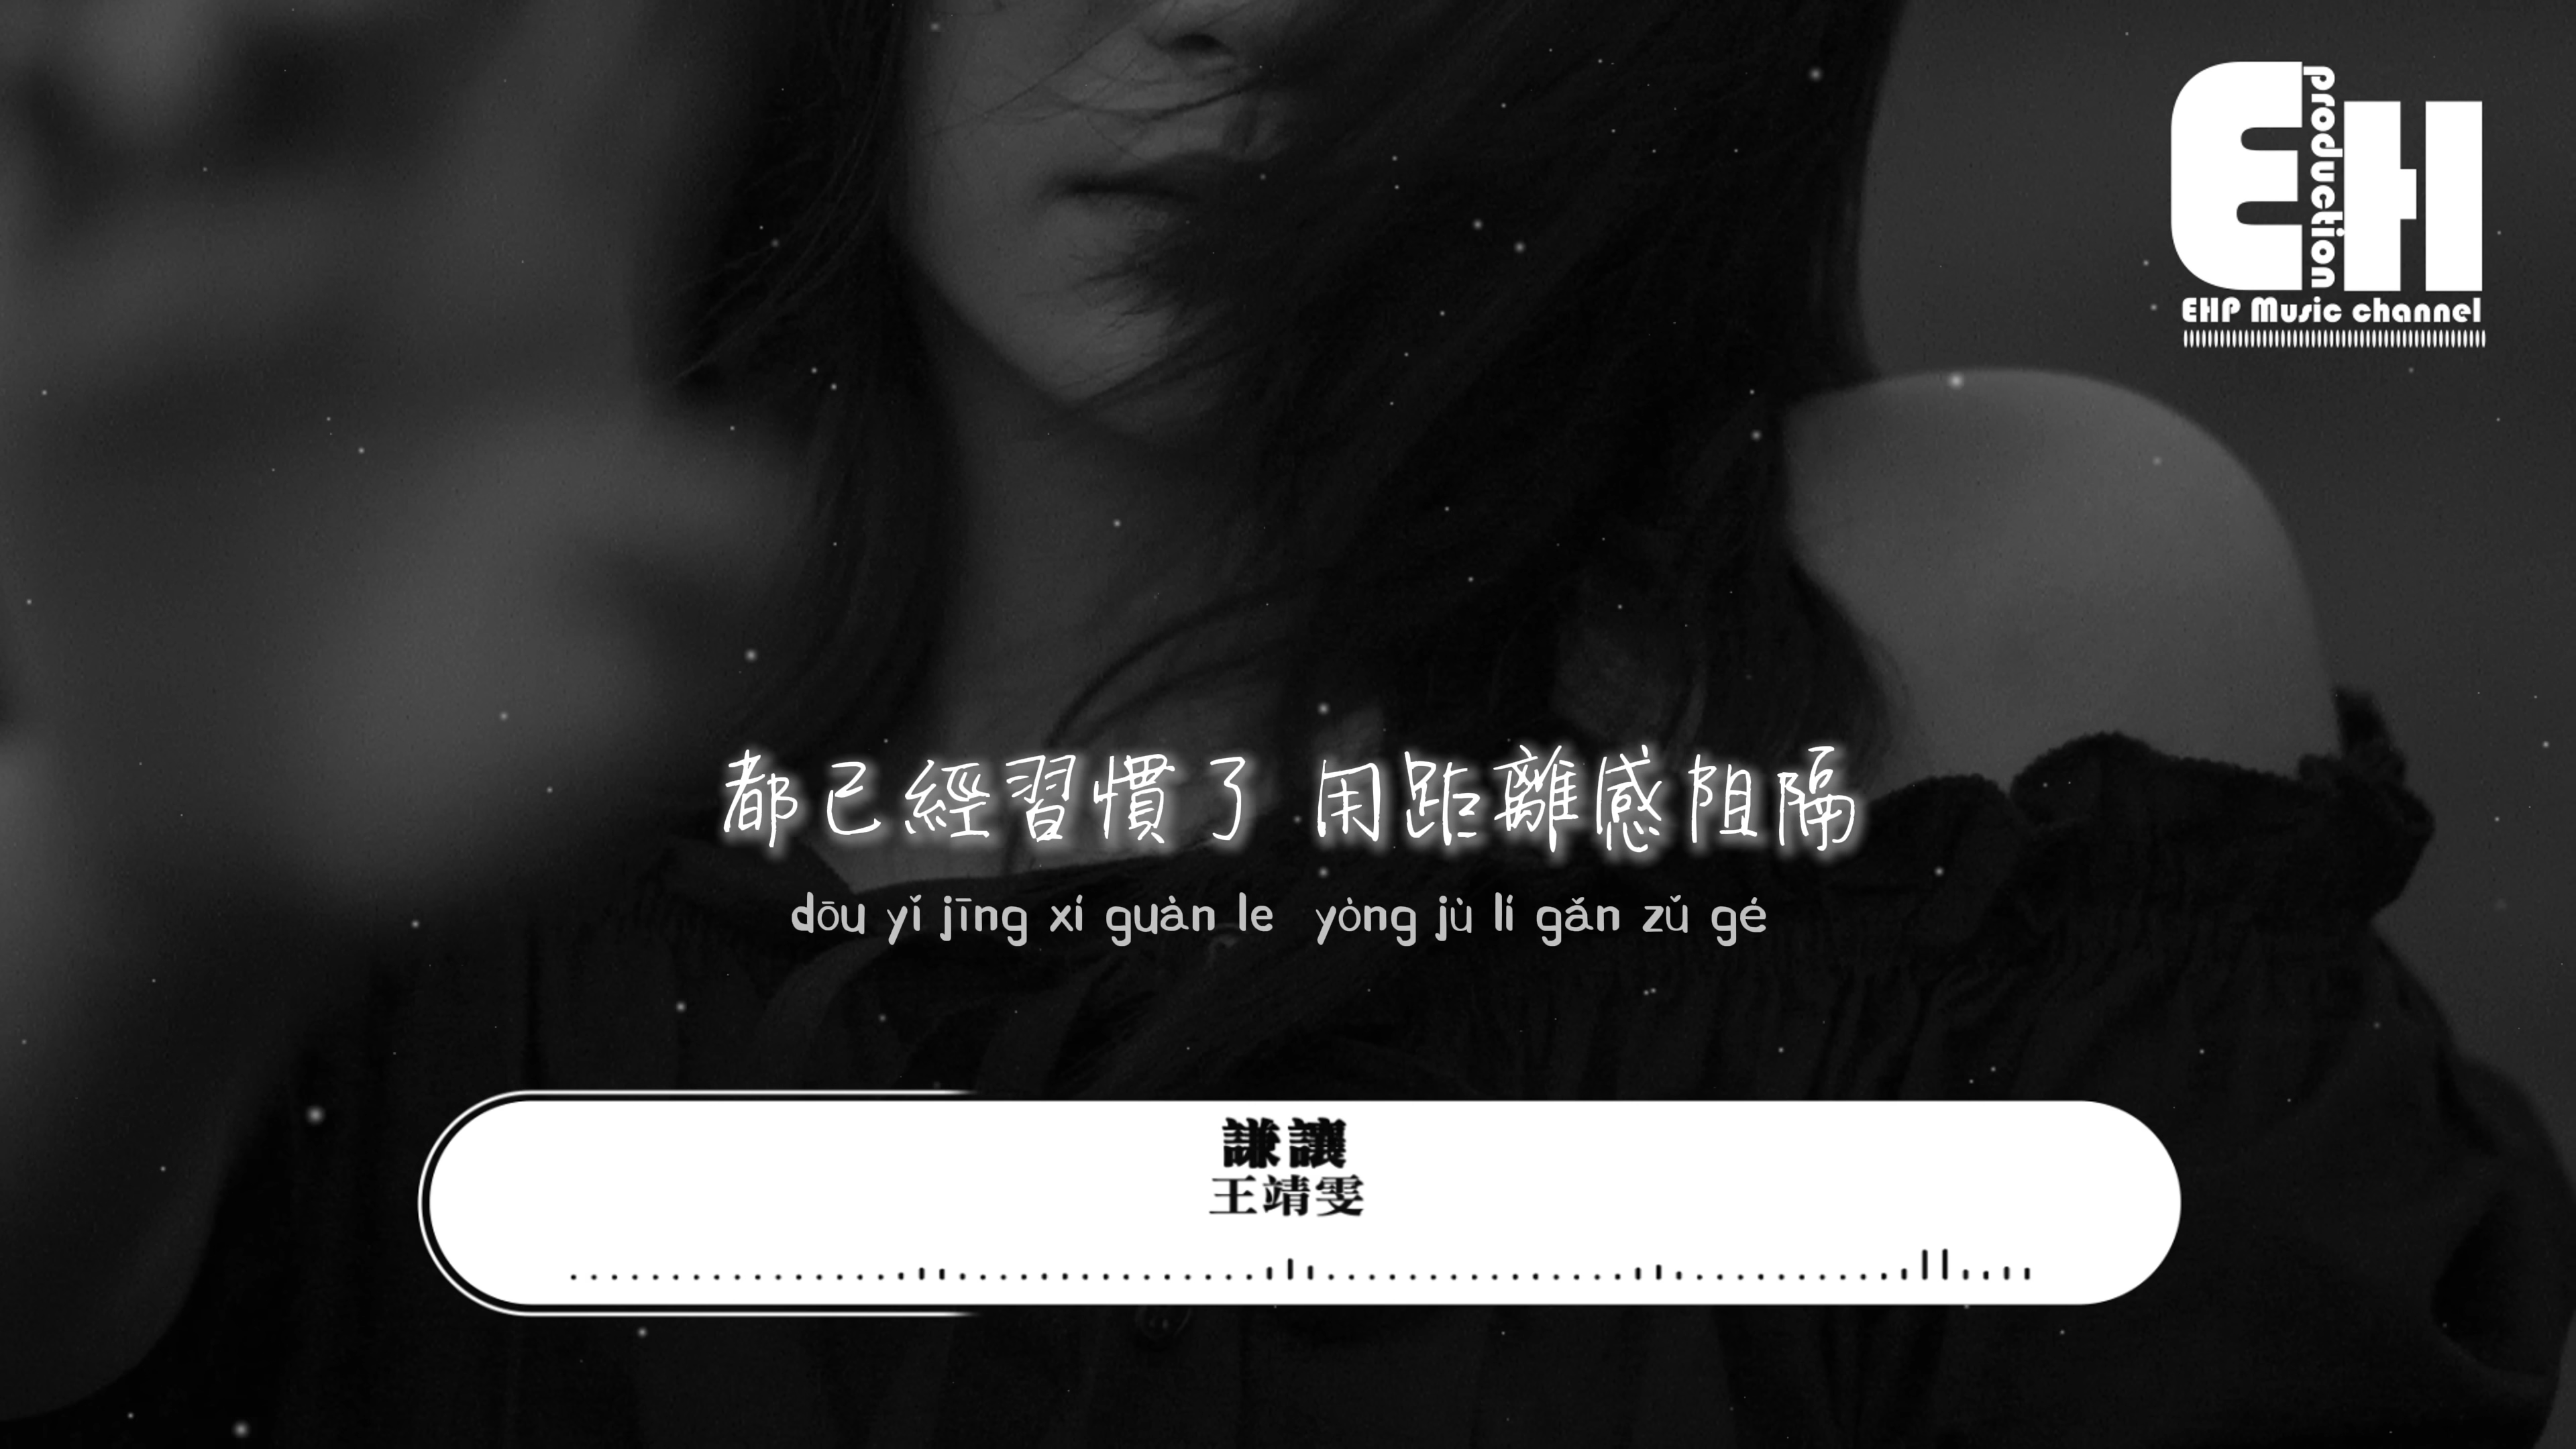 EH
production
EHP Music channel
都已經習慣了 用距離感阻隔
dōu yǐ jīng xí guàn le yòng jù lí gǎn zǔ gé
謙讓
王靖雯